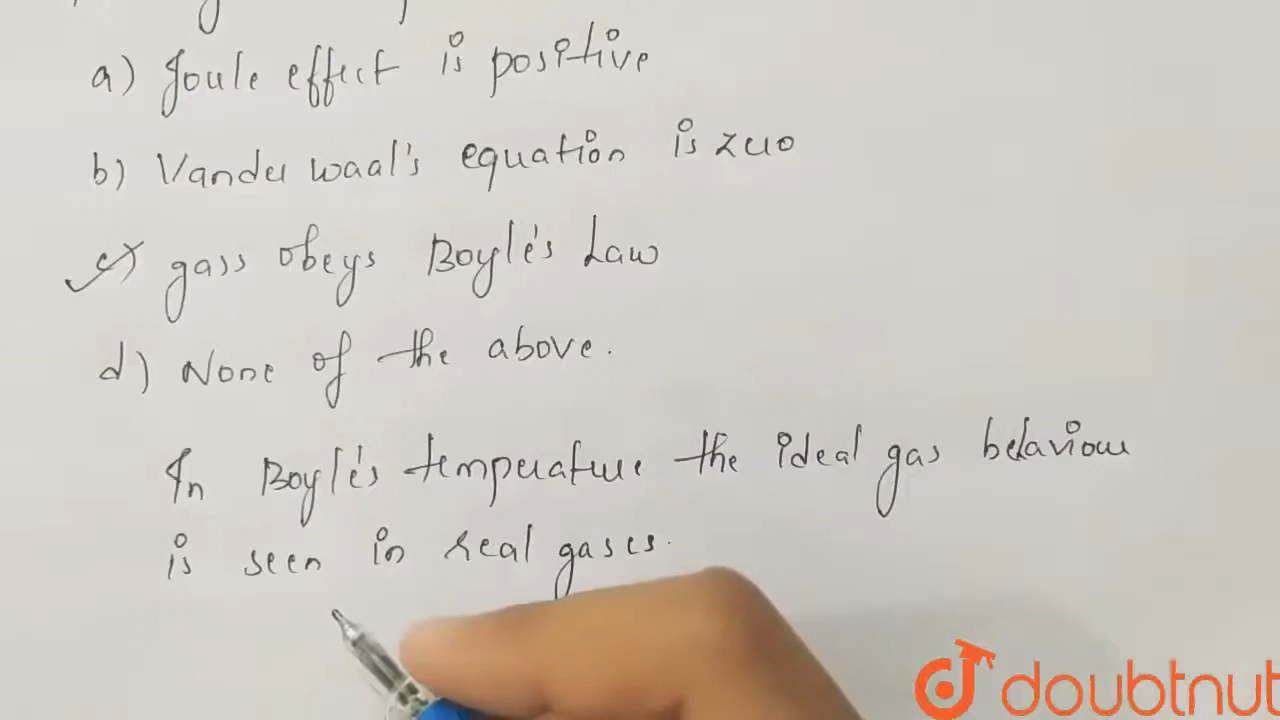 a) Joule effect is positive
b) Vander waal's equation is zero
c) gass obeys Boyle's Law
d) None of the above.
In Boyle's temperature the ideal gas behaviour
is seen in real gases.
doubtnut